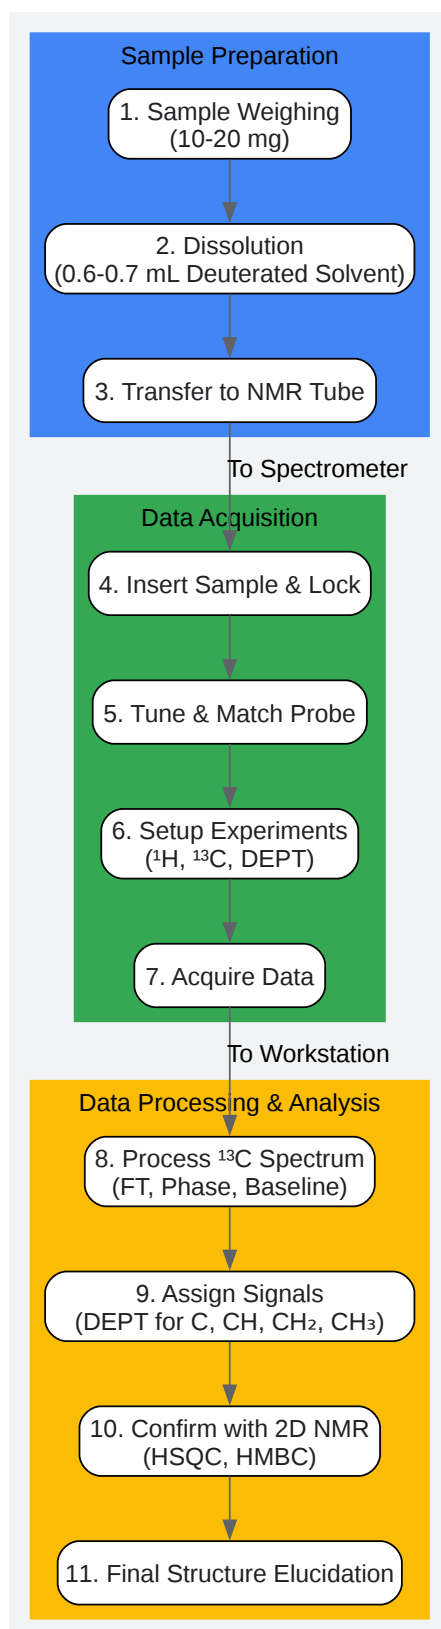 Sample Preparation
1. Sample Weighing
(10-20 mg)
2. Dissolution
(0.6-0.7 mL Deuterated Solvent)
3. Transfer to NMR Tube
To Spectrometer
Data Acquisition
4. Insert Sample & Lock
5. Tune & Match Probe
6. Setup Experiments
(¹H, ¹³C, DEPT)
7. Acquire Data
To Workstation
Data Processing & Analysis
8. Process ¹³C Spectrum
(FT, Phase, Baseline)
9. Assign Signals
(DEPT for C, CH, CH₂, CH₃)
10. Confirm with 2D NMR
(HSQC, HMBC)
11. Final Structure Elucidation